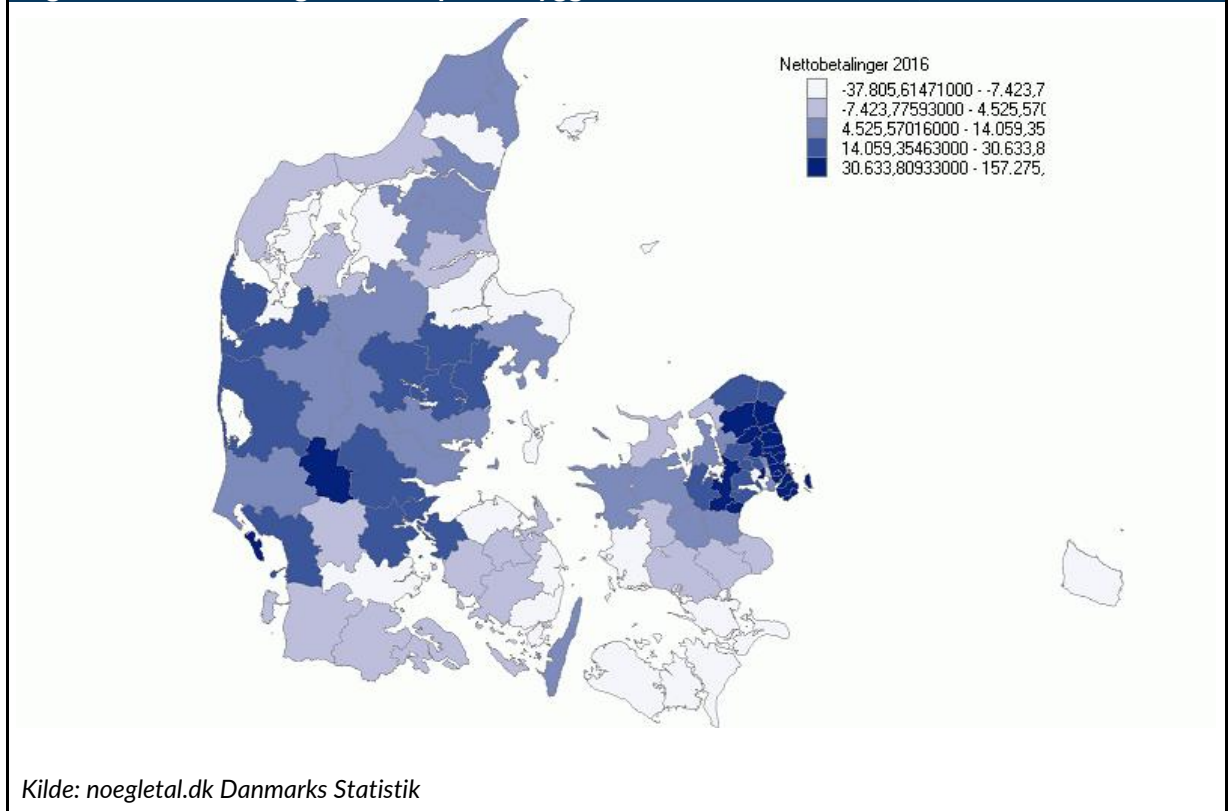 Nettobetalinger 2016
-37.805,61471000 - -7.423,7
-7.423,77593000 - 4.525,57(
4.525,57016000 - 14.059,35
14.059,35463000 - 30.633,8
30.633,80933000 - 157.275,
Kilde: noegletal.dk Danmarks Statistik